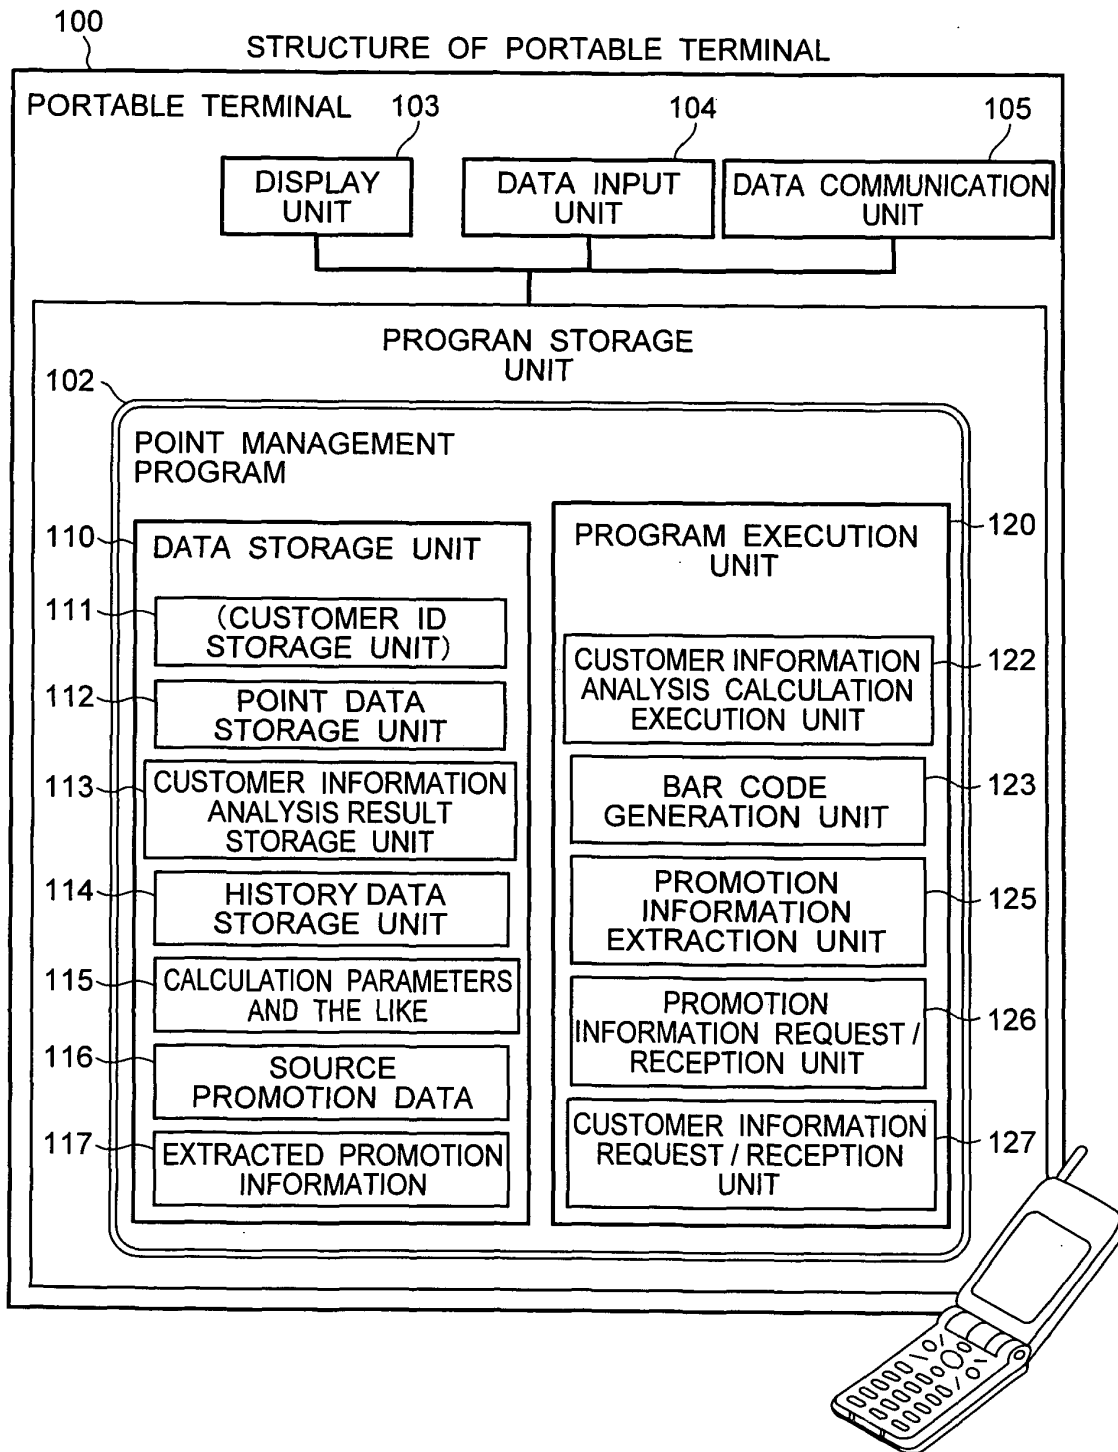 100
STRUCTURE OF PORTABLE TERMINAL
PORTABLE TERMINAL
103
104
105
DISPLAY
UNIT
DATA INPUT
UNIT
DATA COMMUNICATION
UNIT
PROGRAN STORAGE
UNIT
102
POINT MANAGEMENT
PROGRAM
110
DATA STORAGE UNIT
111
(CUSTOMER ID
STORAGE UNIT)
112
POINT DATA
STORAGE UNIT
113
CUSTOMER INFORMATION
ANALYSIS RESULT
STORAGE UNIT
114
HISTORY DATA
STORAGE UNIT
115
CALCULATION PARAMETERS
AND THE LIKE
116
SOURCE
PROMOTION DATA
117
EXTRACTED PROMOTION
INFORMATION
PROGRAM EXECUTION
UNIT
120
CUSTOMER INFORMATION
ANALYSIS CALCULATION
EXECUTION UNIT
122
BAR CODE
GENERATION UNIT
123
PROMOTION
INFORMATION
EXTRACTION UNIT
125
PROMOTION
INFORMATION REQUEST /
RECEPTION UNIT
126
CUSTOMER INFORMATION
REQUEST / RECEPTION
UNIT
127